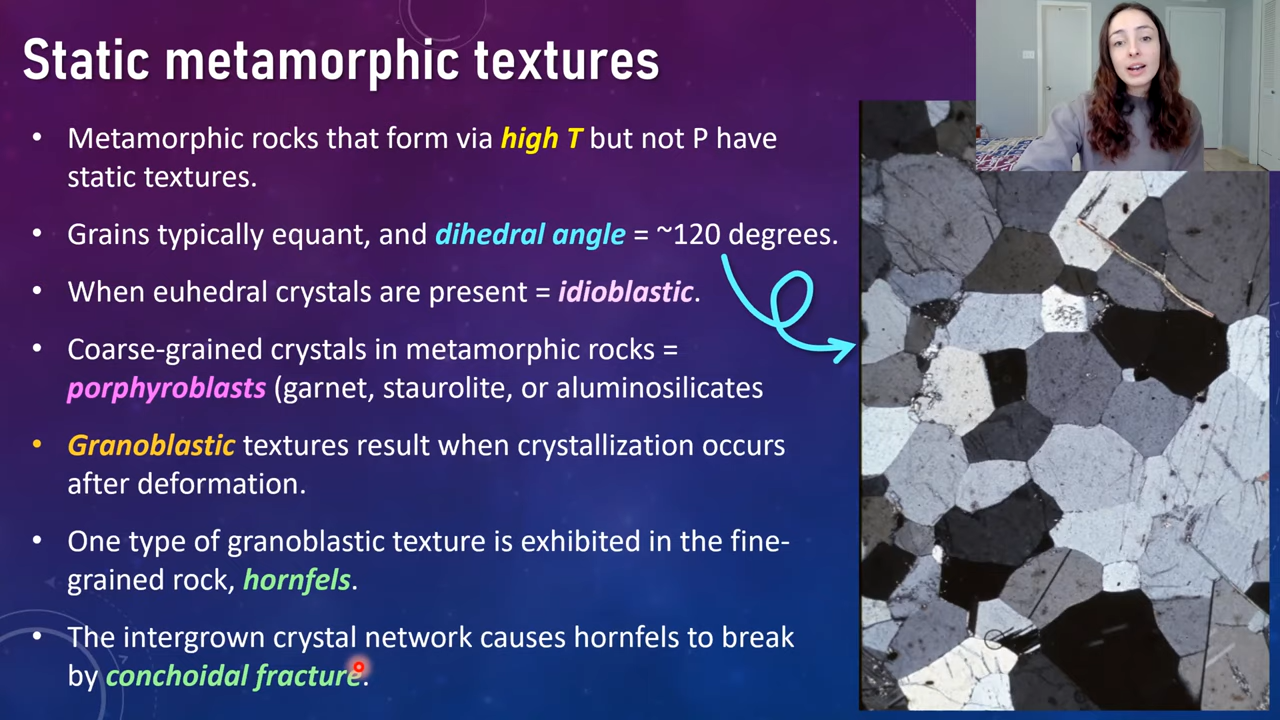 Static metamorphic textures
• Metamorphic rocks that form via high T but not P have
static textures.
• Grains typically equant, and dihedral angle = ~120 degrees.
• When euhedral crystals are present = idioblastic.
• Coarse-grained crystals in metamorphic rocks =
porphyroblasts (garnet, staurolite, or aluminosilicates
• Granoblastic textures result when crystallization occurs
after deformation.
• One type of granoblastic texture is exhibited in the fine-
grained rock, hornfels.
• The intergrown crystal network causes hornfels to break
by conchoidal fracture.